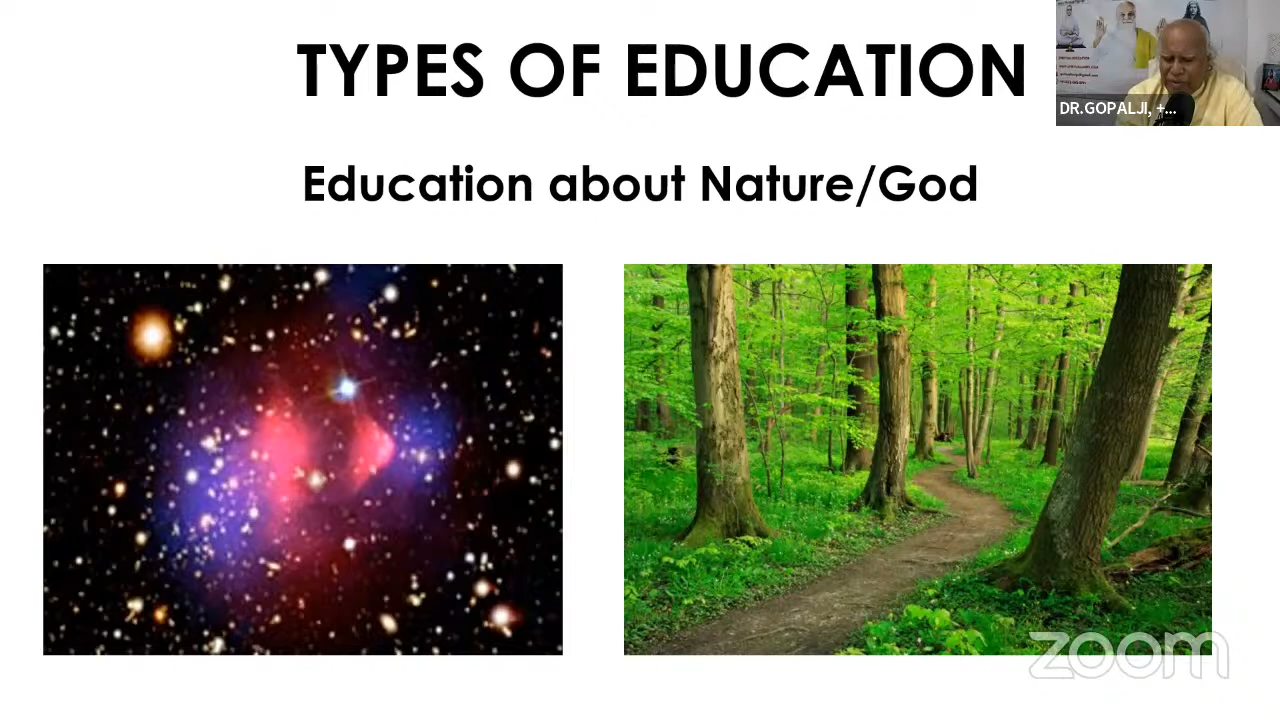 TYPES OF EDUCATION
DR.GOPALJI, +...
Education about Nature/God
zoom